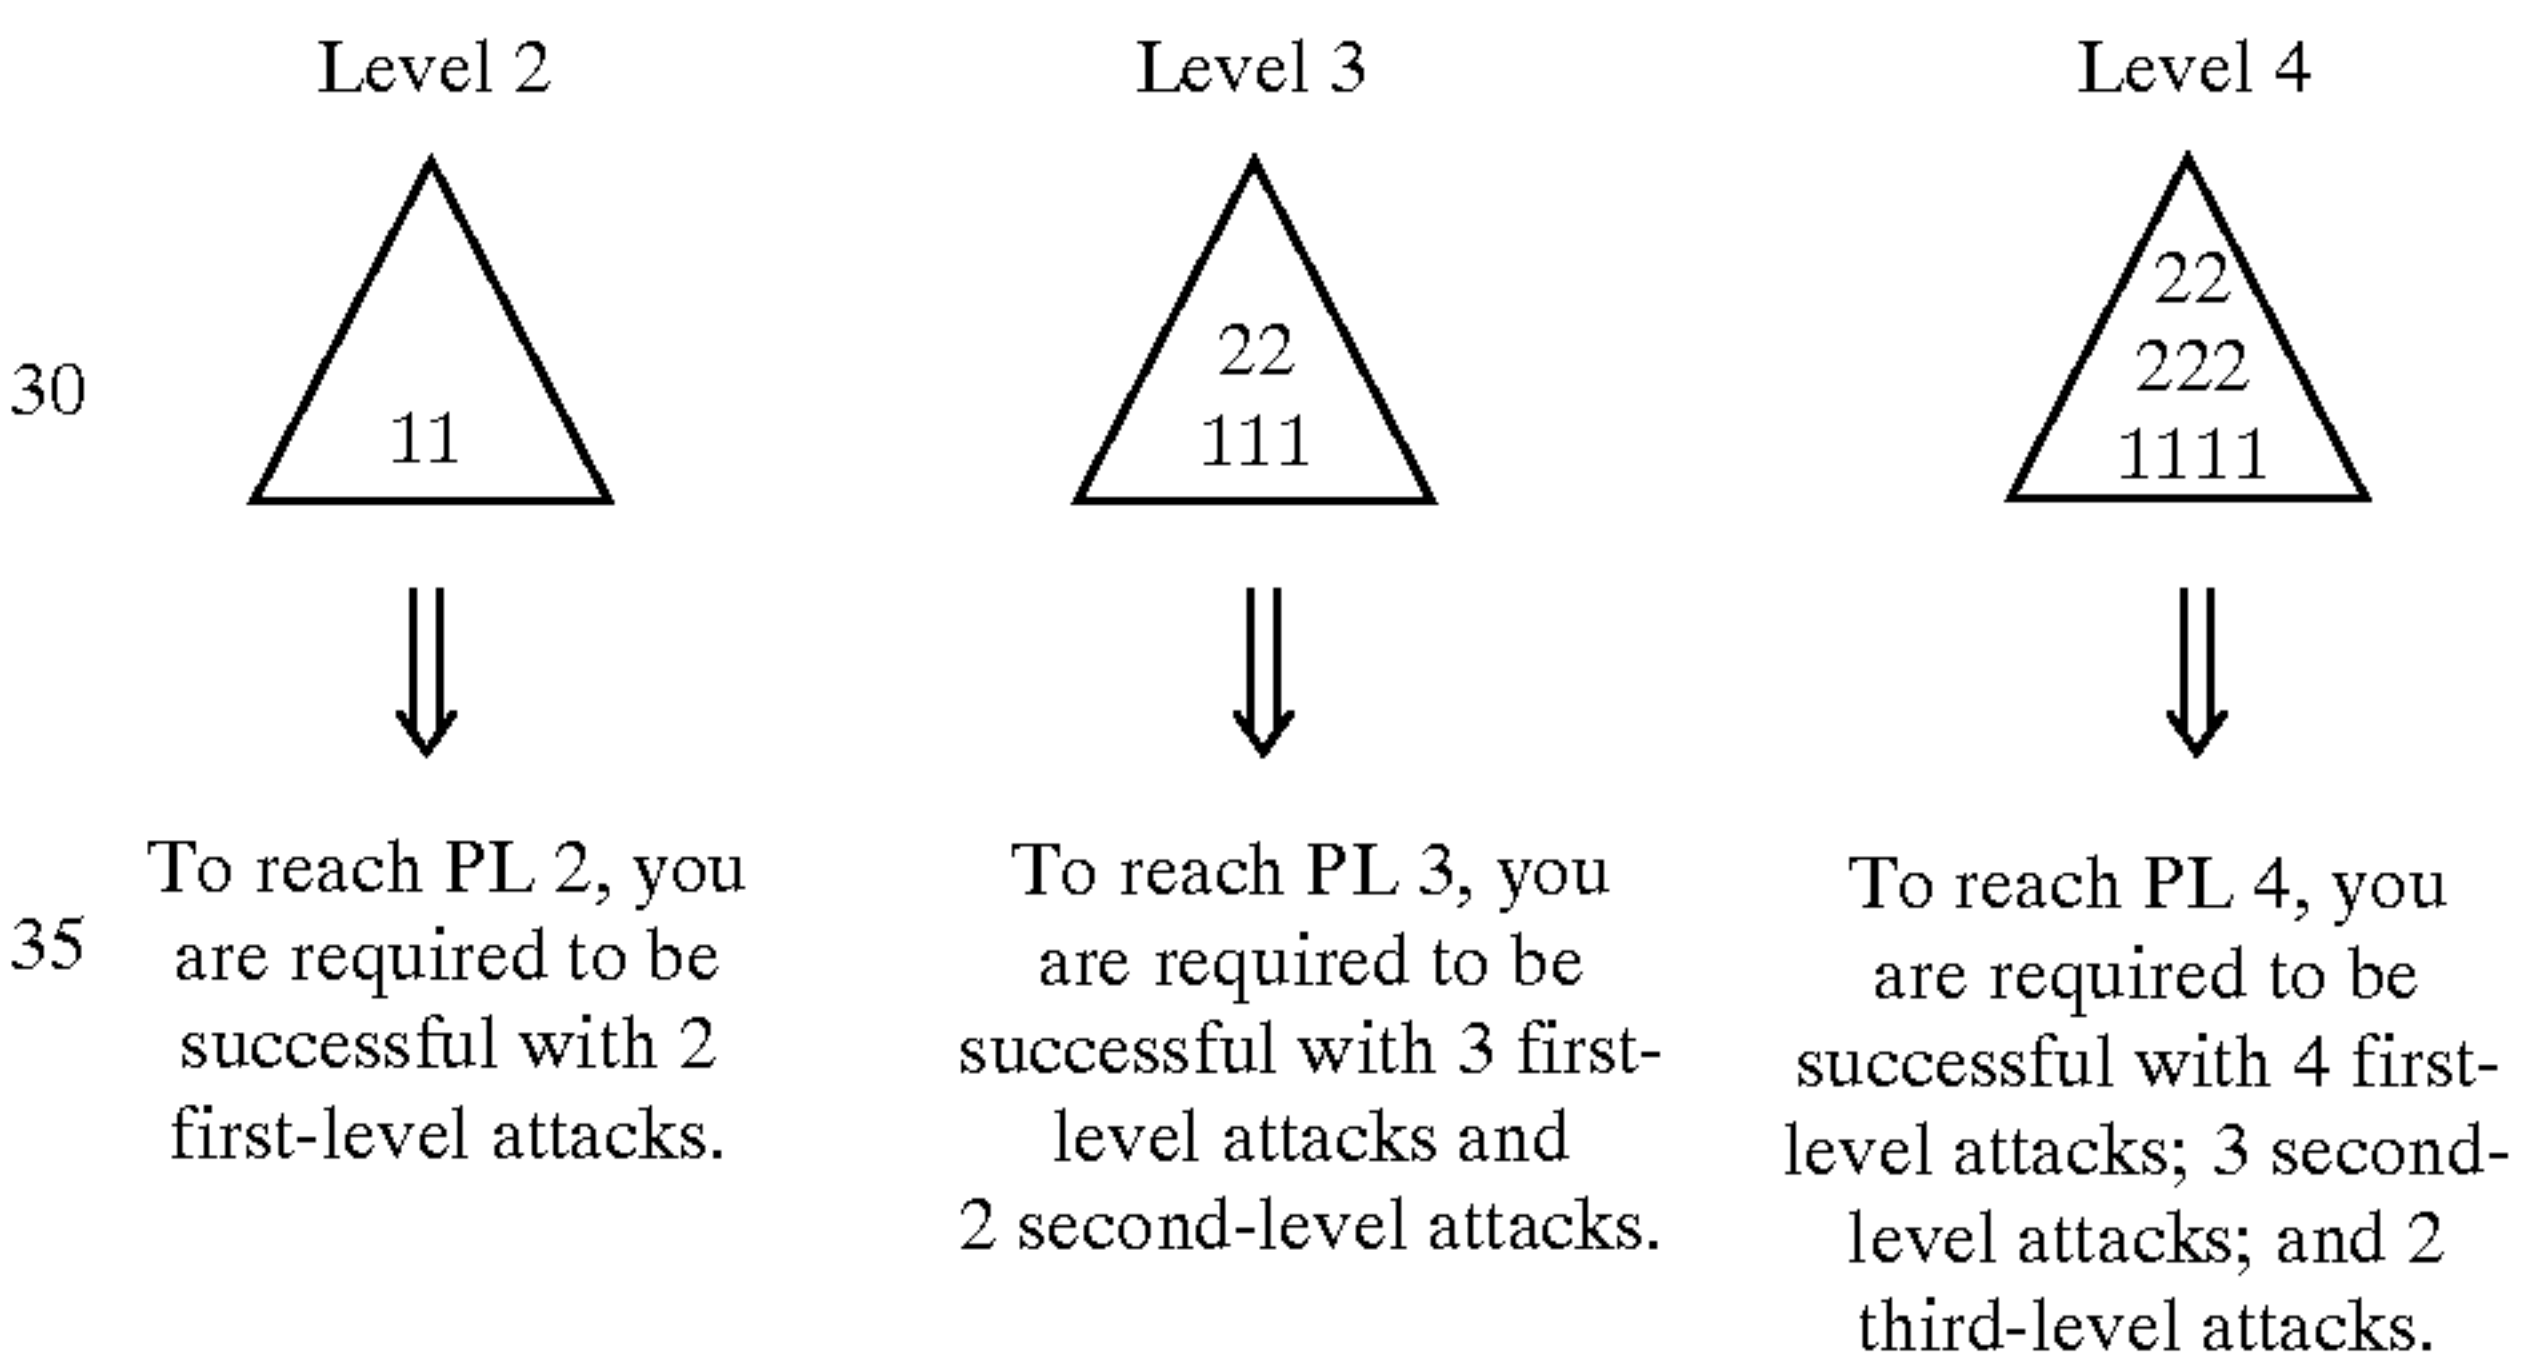 Level 2
Level 3
Level 4
22
22
222
30
11
111
1111
To reach PL 2, you
are required to be
successful with 2
first-level attacks.
35
To reach PL 3, you
are required to be
successful with 3 first-
level attacks and
2 second-level attacks.
To reach PL 4, you
are required to be
successful with 4 first-
level attacks; 3 second-
level attacks; and 2
third-level attacks.